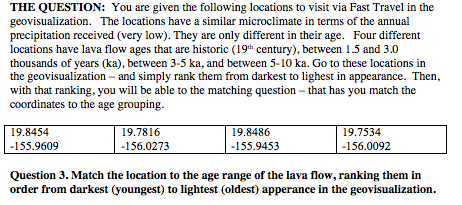 THE QUESTION:  You are given the following locations to visit via Fast Travel in the
geovisualization.   The locations have a similar microclimate in terms of the annual
precipitation received (very low). They are only different in their age.   Four different
locations have lava flow ages that are historic (19th century), between 1.5 and 3.0
thousands of years (ka), between 3-5 ka, and between 5-10 ka. Go to these locations in
the geovisualization – and simply rank them from darkest to lighest in appearance.  Then,
with that ranking, you will be able to the matching question – that has you match the
coordinates to the age grouping.
19.8454 19.7816 19.8486 19.7534
-155.9609 -156.0273 -155.9453 -156.0092
Question 3. Match the location to the age range of the lava flow, ranking them in
order from darkest (youngest) to lightest (oldest) apperance in the geovisualization.